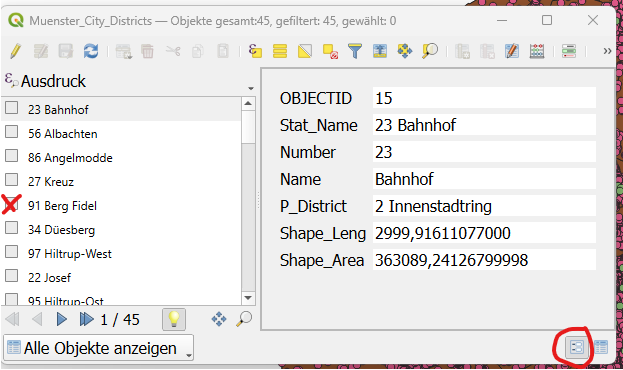 Muenster_City_Districts — Objekte gesamt:45, gefiltert: 45, gewählt: 0
Ausdruck
23 Bahnhof
56 Albachten
86 Angelmodde
27 Kreuz
91 Berg Fidel
34 Düesberg
97 Hiltrup-West
22 Josef
95 Hiltrup-Ost
1 / 45
Alle Objekte anzeigen
OBJECTID 15
Stat_Name 23 Bahnhof
Number 23
Name Bahnhof
P_District 2 Innenstadtring
Shape_Leng 2999,91611077000
Shape_Area 363089,24126799998